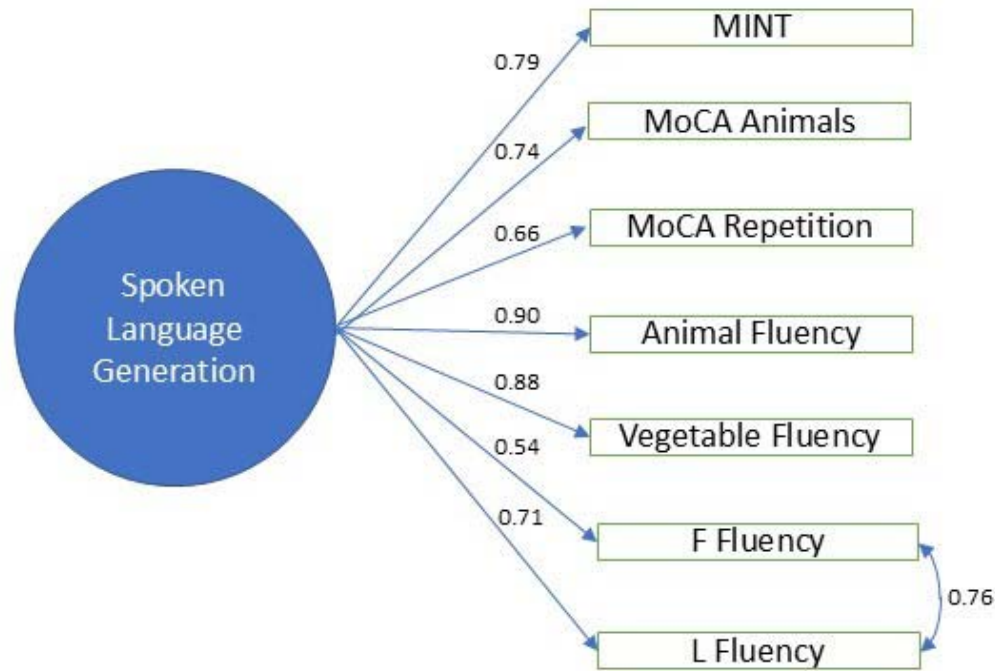 MINT
0.79
MoCA Animals
0.74
MoCA Repetition
0.66
Spoken
Language
Generation
0.90
Animal Fluency
0.88
Vegetable Fluency
0.54
0.71
F Fluency
0.76
L Fluency